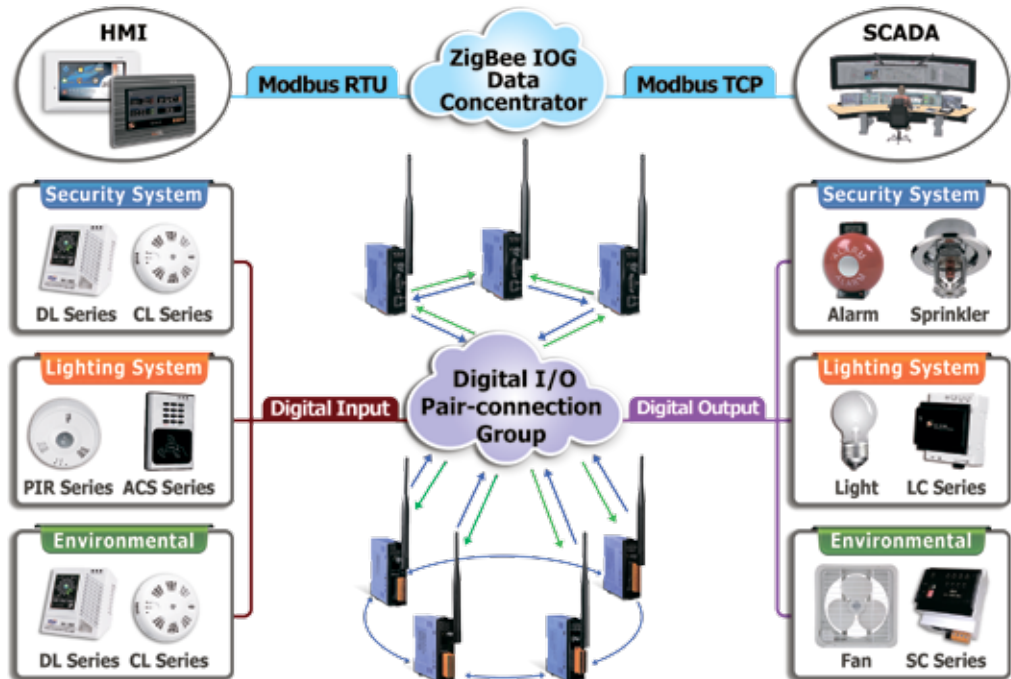 HMI
SCADA
Modbus RTU
ZigBee IOG
Data
Concentrator
Modbus TCP
Security System
DL Series CL Series
Lighting System
PIR Series ACS Series
Environmental
DL Series CL Series
Digital Input
Digital I/O
Pair-connection
Group
Digital Output
Security System
ALARM
ALARM
Alarm Sprinkler
Lighting System
Light LC Series
Environmental
Fan SC Series